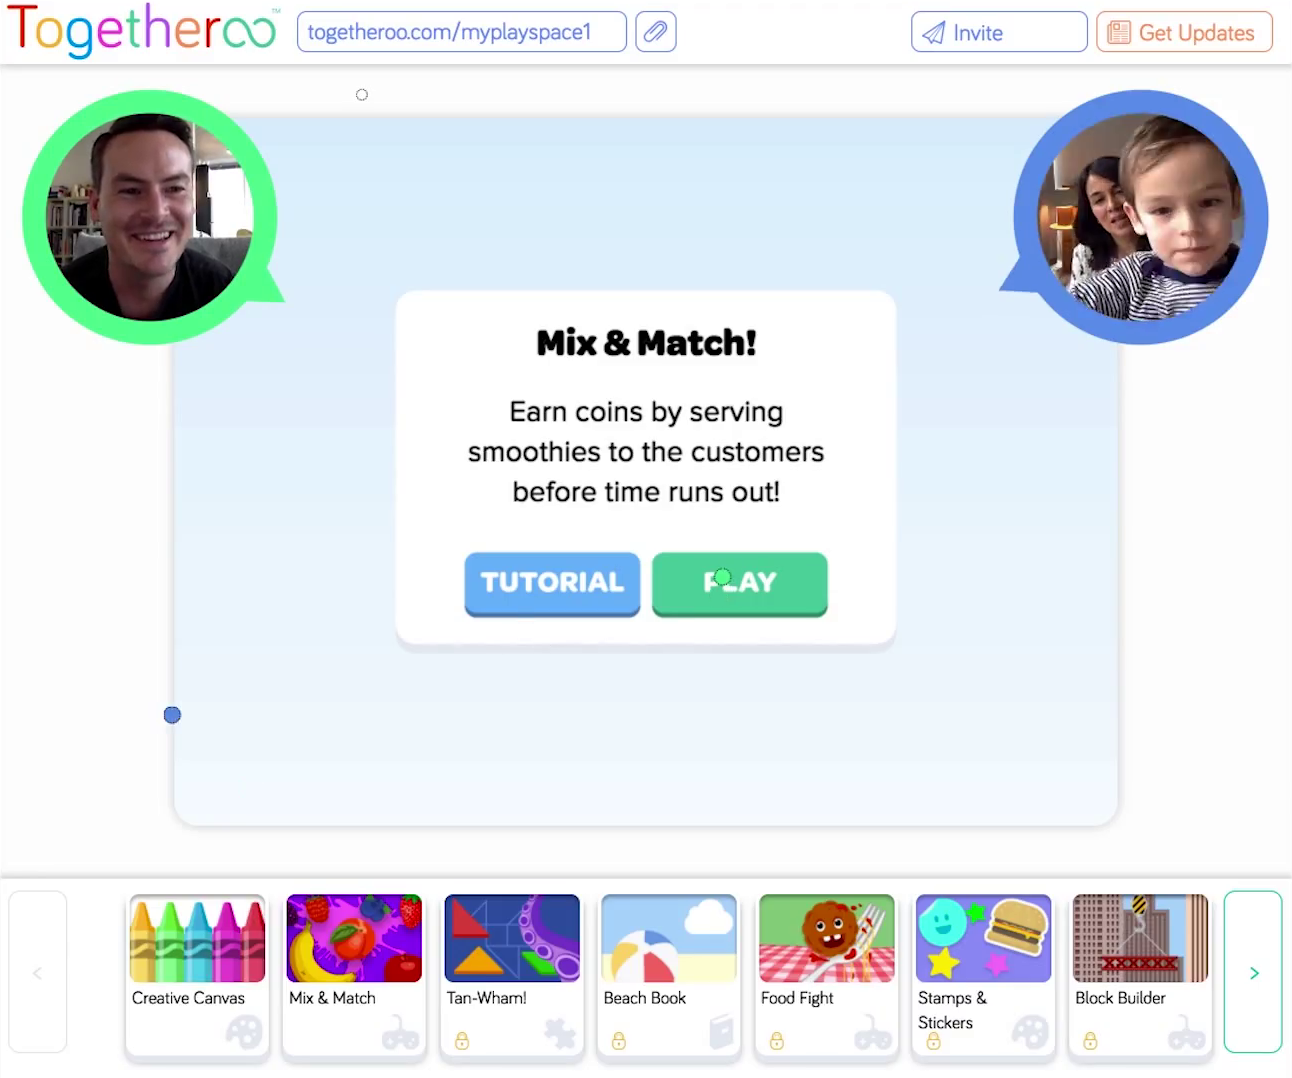 Togetheroo™
togetheroo.com/myplayspace1
Invite
Get Updates
Mix & Match!
Earn coins by serving
smoothies to the customers
before time runs out!
TUTORIAL
PLAY
Creative Canvas
Mix & Match
Tan-Wham!
Beach Book
Food Fight
Stamps &
Stickers
Block Builder